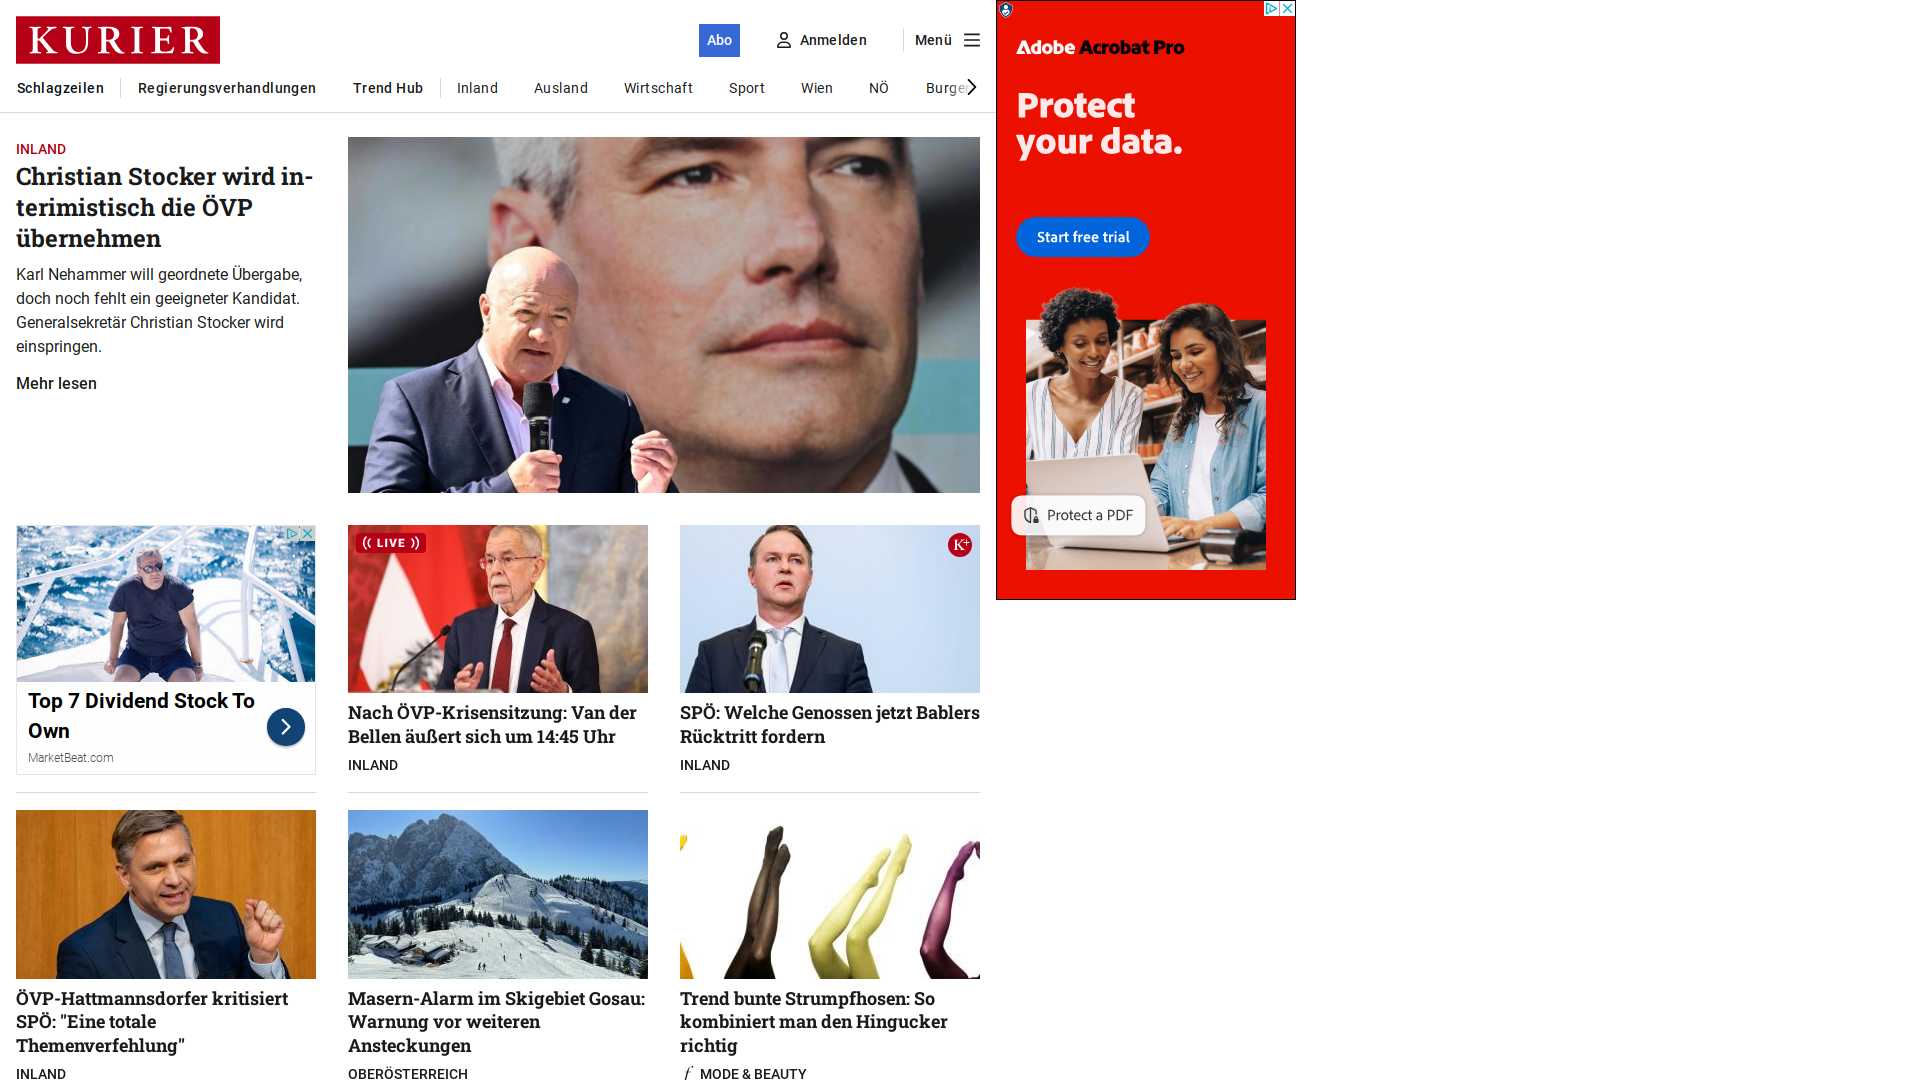 KURIER
Abo
Anmelden
Menü
Schlagzeilen
Regierungsverhandlungen
Trend Hub
Inland
Ausland
Wirtschaft
Sport
Wien
NÖ
INLAND
Christian Stocker wird in-
terimistisch die ÖVP
übernehmen
Karl Nehammer will geordnete Übergabe,
doch noch fehlt ein geeigneter Kandidat.
Generalsekretär Christian Stocker wird
einspringen.
Mehr lesen
Adobe Acrobat Pro
Protect
your data.
Start free trial
Protect a PDF
Top 7 Dividend Stock To
Own
MarketBeat.com
LIVE
Nach ÖVP-Krisensitzung: Van der
Bellen äußert sich um 14:45 Uhr
INLAND
K+
SPÖ: Welche Genossen jetzt Bablers
Rücktritt fordern
INLAND
ÖVP-Hattmannsdorfer kritisiert
SPÖ: "Eine totale
Themenverfehlung"
INLAND
Masern-Alarm im Skigebiet Gosau:
Warnung vor weiteren
Ansteckungen
OBERÖSTERREICH
Trend bunte Strumpfhosen: So
kombiniert man den Hingucker
richtig
f MODE & BEAUTY